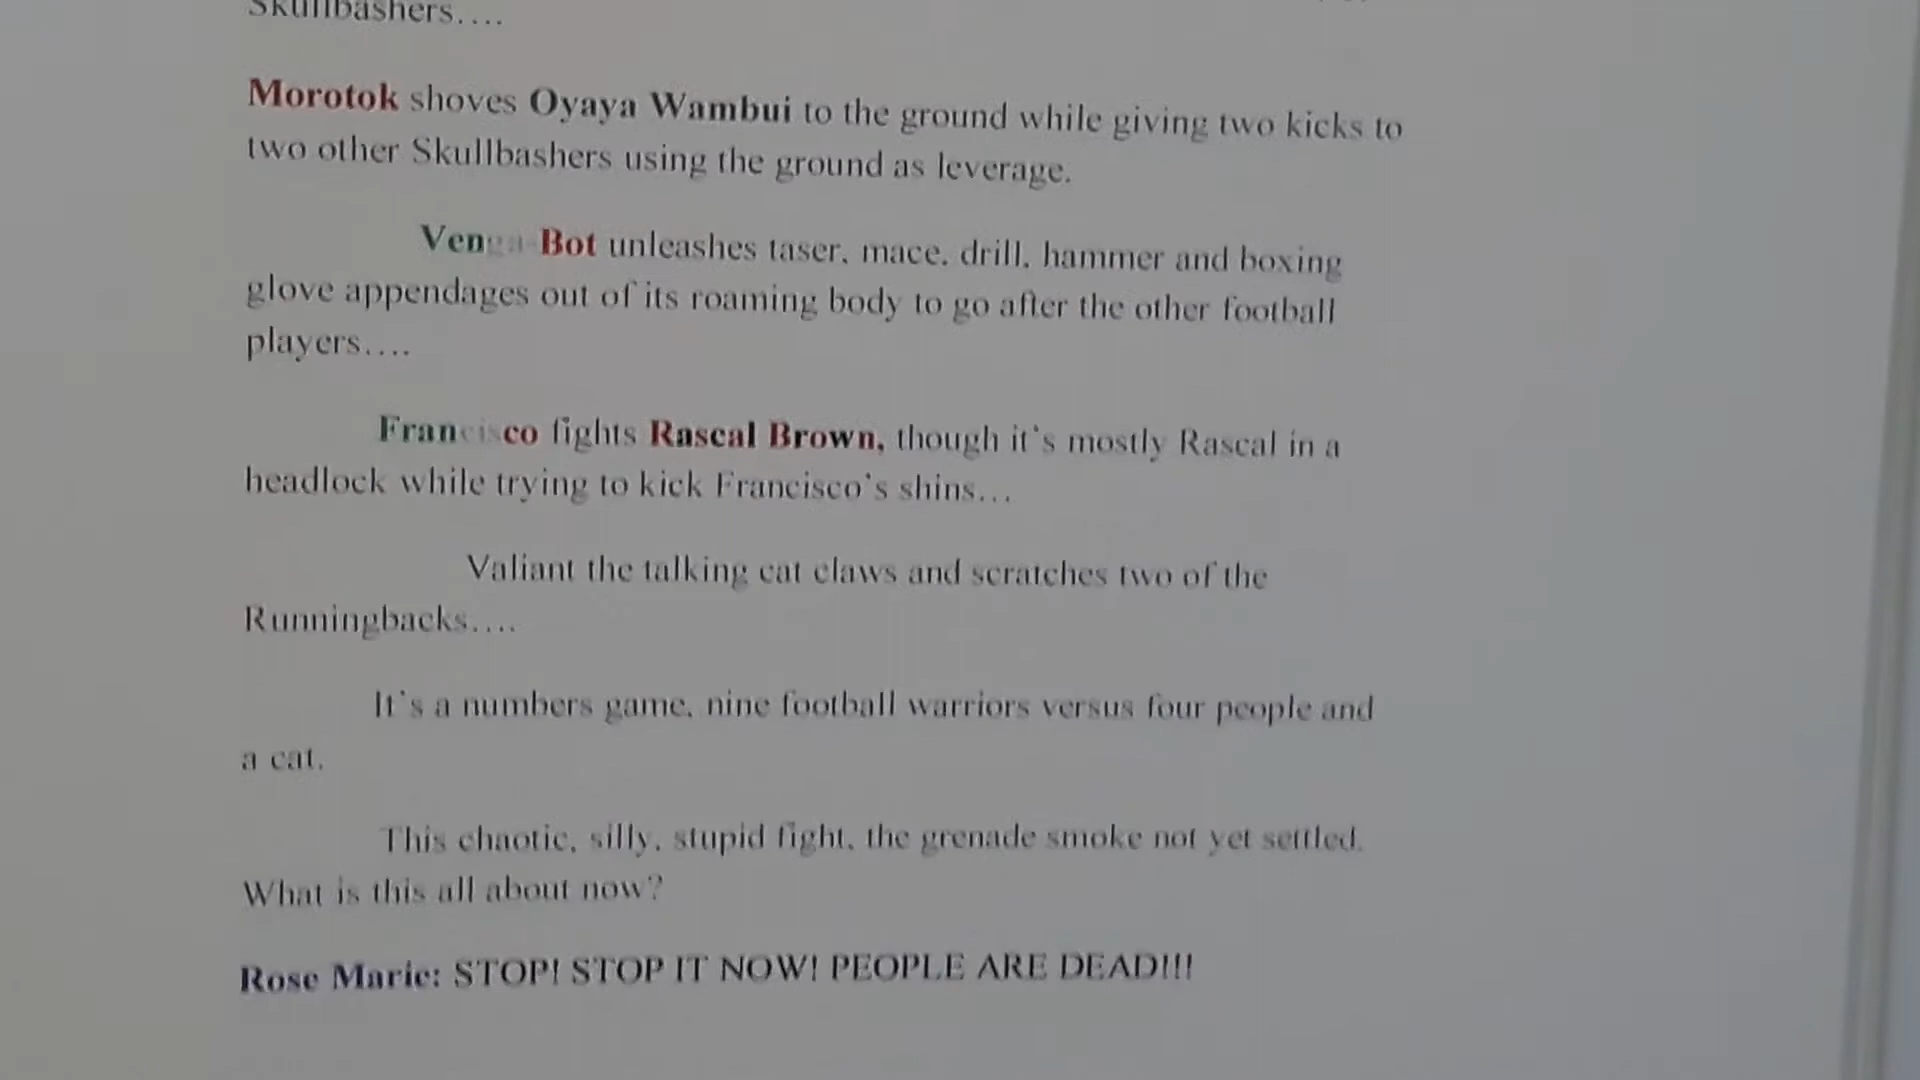 Skullbashers....
Morotok shoves Oyaya Wambui to the ground while giving two kicks to
two other Skullbashers using the ground as leverage.
Venga-Bot unleashes taser, mace, drill, hammer and boxing
glove appendages out of its roaming body to go after the other football
players....
Francisco fights Rascal Brown, though it's mostly Rascal in a
headlock while trying to kick Francisco's shins...
Valiant the talking cat claws and scratches two of the
Runningbacks....
It's a numbers game, nine football warriors versus four people and
a cat.
This chaotic, silly, stupid fight, the grenade smoke not yet settled.
What is this all about now?
Rose Marie: STOP! STOP IT NOW! PEOPLE ARE DEAD!!!